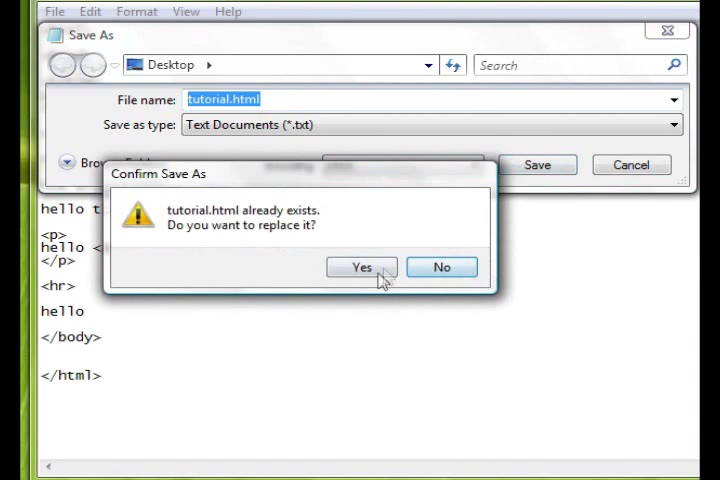 File Edit Format View Help
Save As
Desktop
Search
File name: tutorial.html
Save as type: Text Documents (*.txt)
Save Cancel
Confirm Save As
tutorial.html already exists.
Do you want to replace it?
Yes No
hello
<p>
hello
</p>
<hr>
hello
</body>
</html>